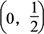 (0, 1/2)